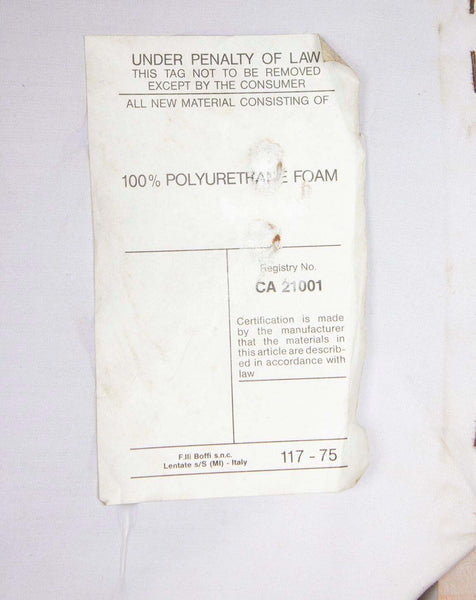 UNDER PENALTY OF LAW
THIS TAG NOT TO BE REMOVED
EXCEPT BY THE CONSUMER
ALL NEW MATERIAL CONSISTING OF
100% POLYURETHANE FOAM
Registry No.
CA 21001
Certification is made
by the manufacturer
that the materials in
this article are describ-
ed in accordance with
law
F.lli Boffi s.n.c.
Lentate s/S (MI) - Italy
117 - 75